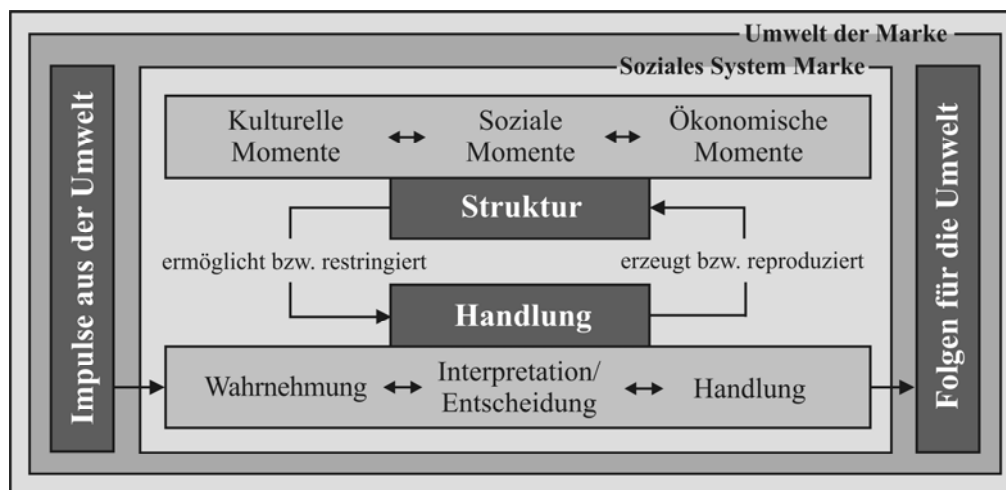 Umwelt der Marke
Soziales System Marke
Impulse aus der Umwelt
Kulturelle
Momente
Soziale
Momente
Ökonomische
Momente
Struktur
ermöglicht bzw. restringiert
erzeugt bzw. reproduziert
Handlung
Wahrnehmung
Interpretation/
Entscheidung
Handlung
Folgen für die Umwelt